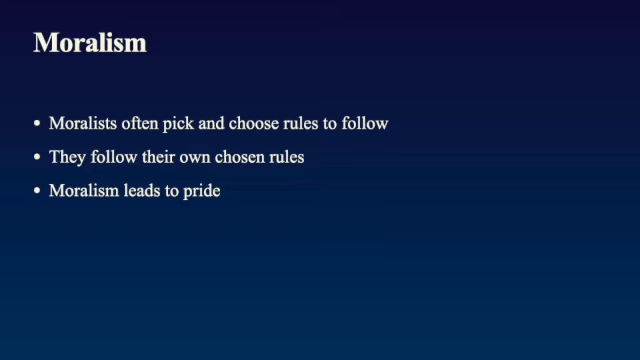 Moralism
• Moralists often pick and choose rules to follow
• They follow their own chosen rules
• Moralism leads to pride